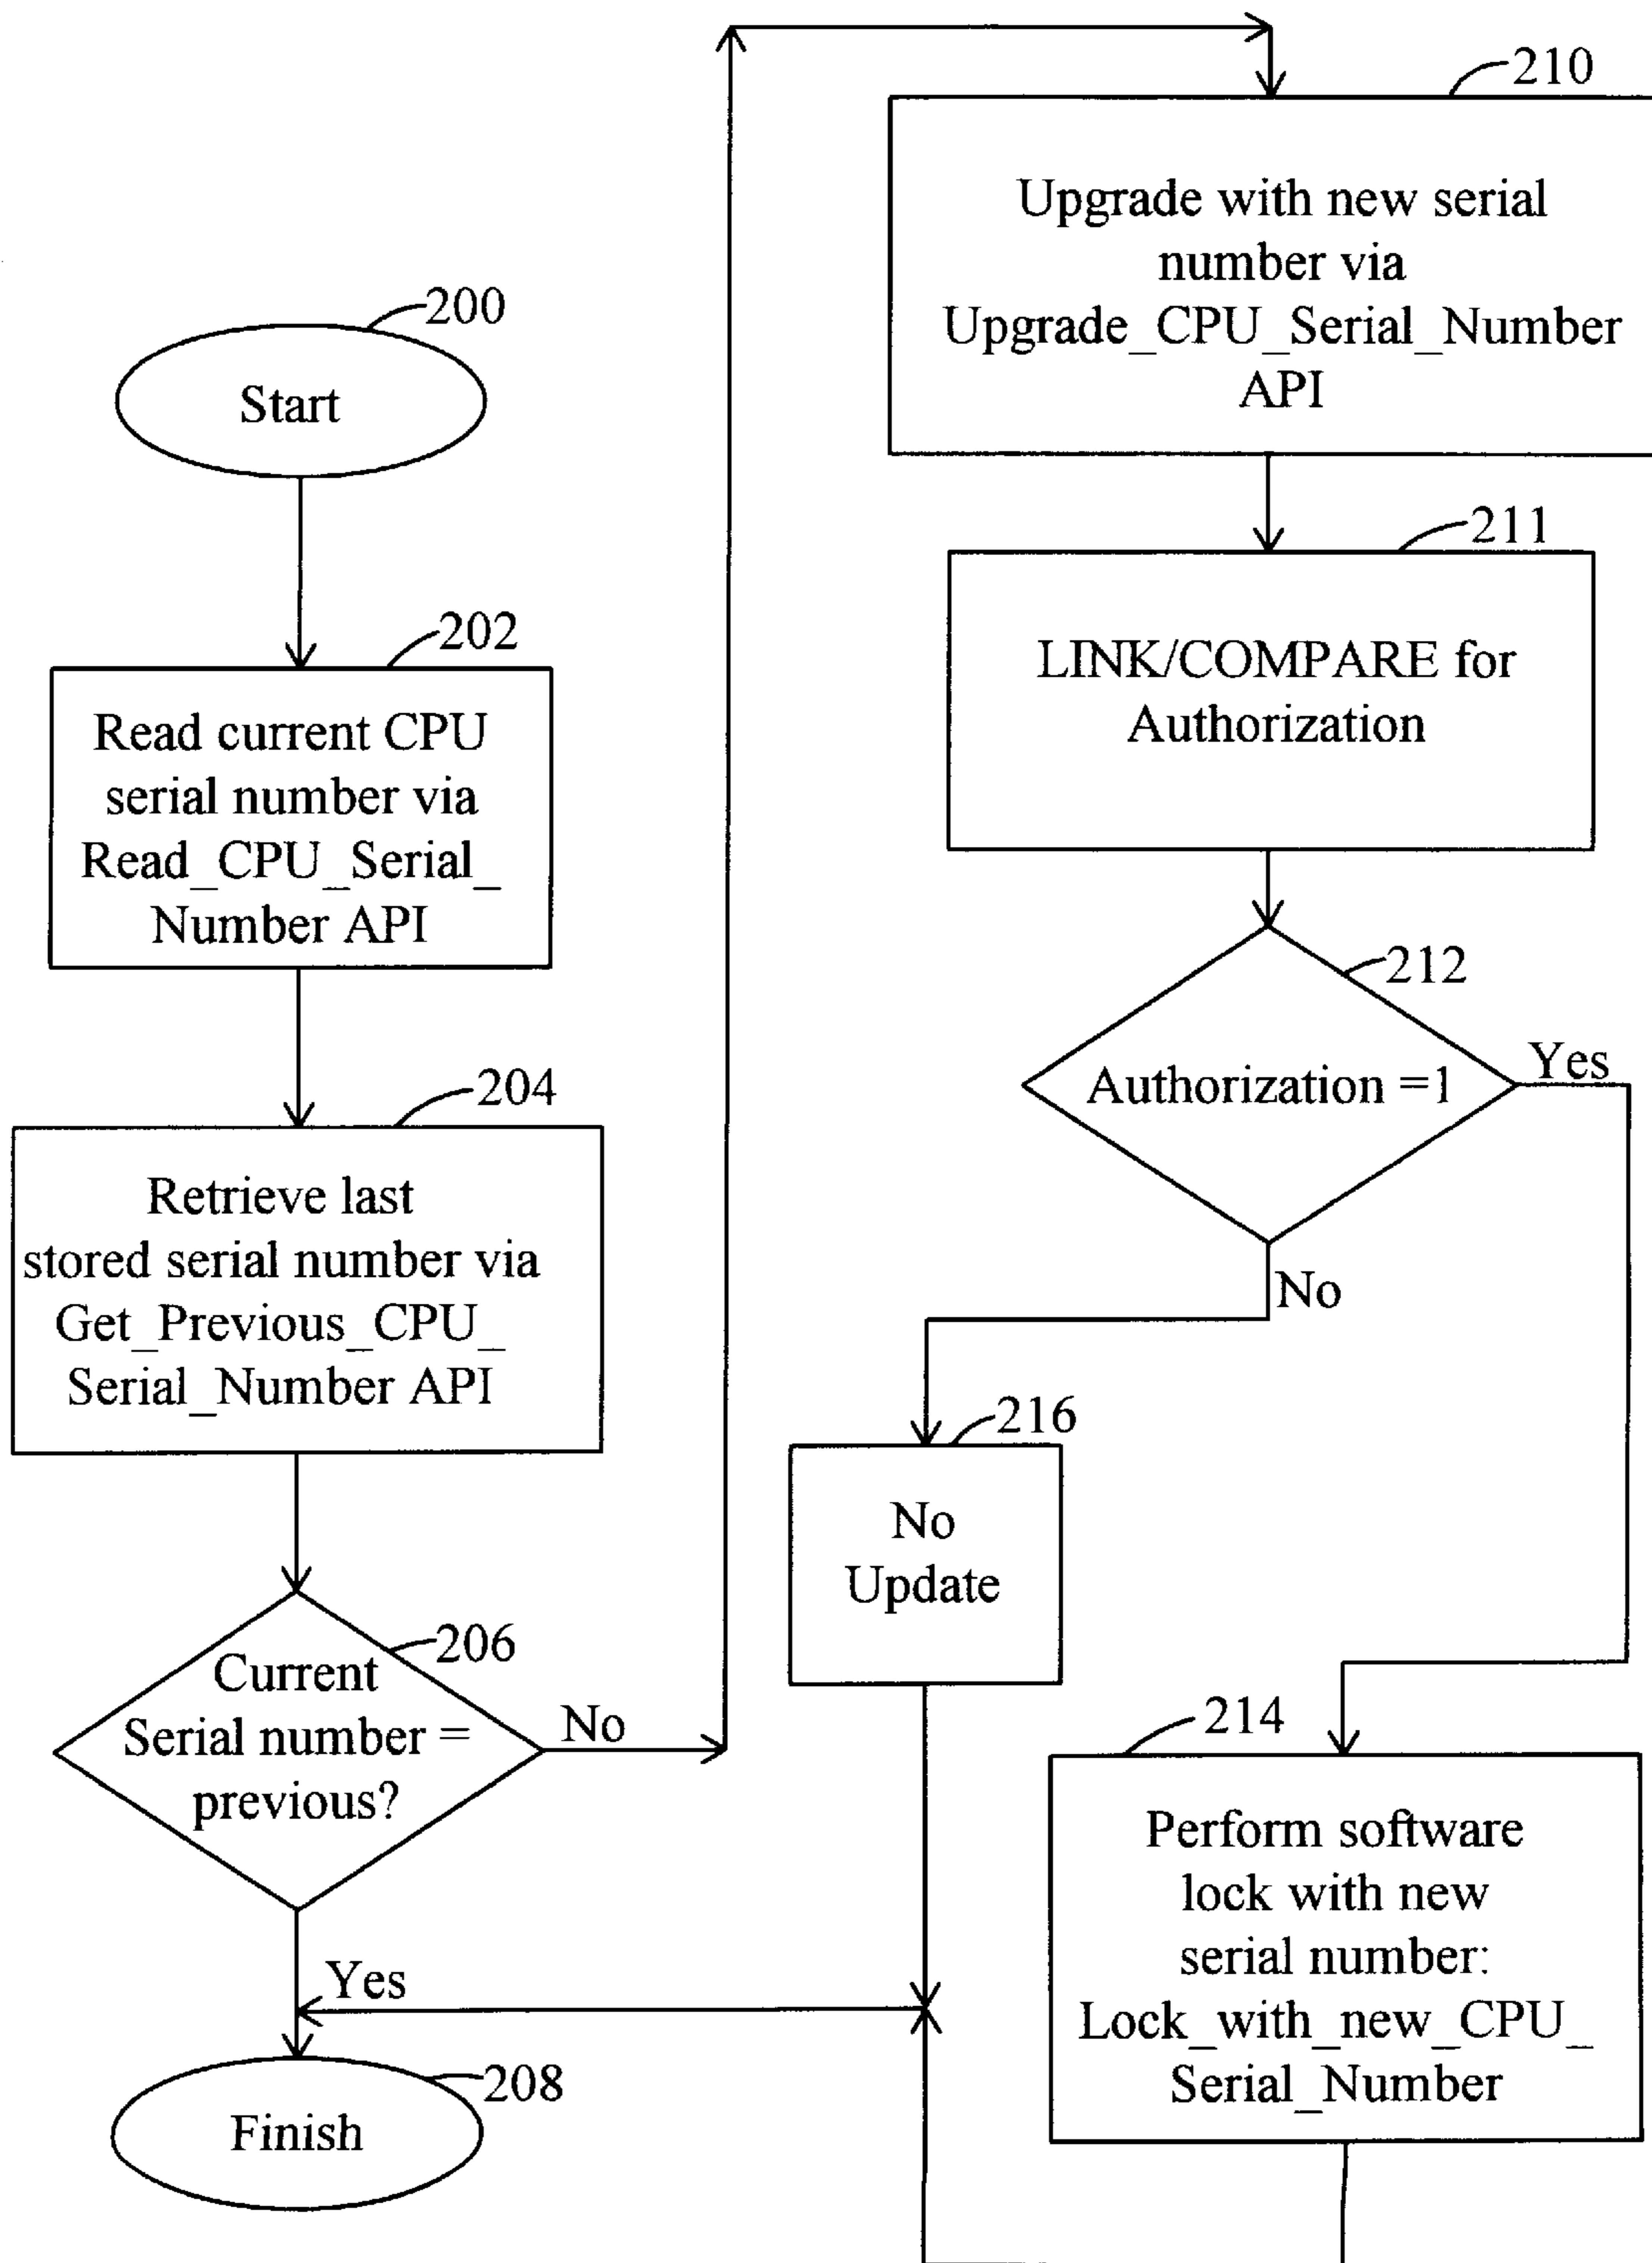 200
Start
202
Read current CPU
serial number via
Read_CPU_Serial_
Number API
204
Retrieve last
stored serial number via
Get_Previous_CPU_
Serial_Number API
206
Current
Serial number =
previous?
No
Yes
208
Finish
210
Upgrade with new serial
number via
Upgrade_CPU_Serial_Number
API
211
LINK/COMPARE for
Authorization
212
Authorization =1
Yes
No
216
No
Update
214
Perform software
lock with new
serial number:
Lock_with_new_CPU_
Serial_Number